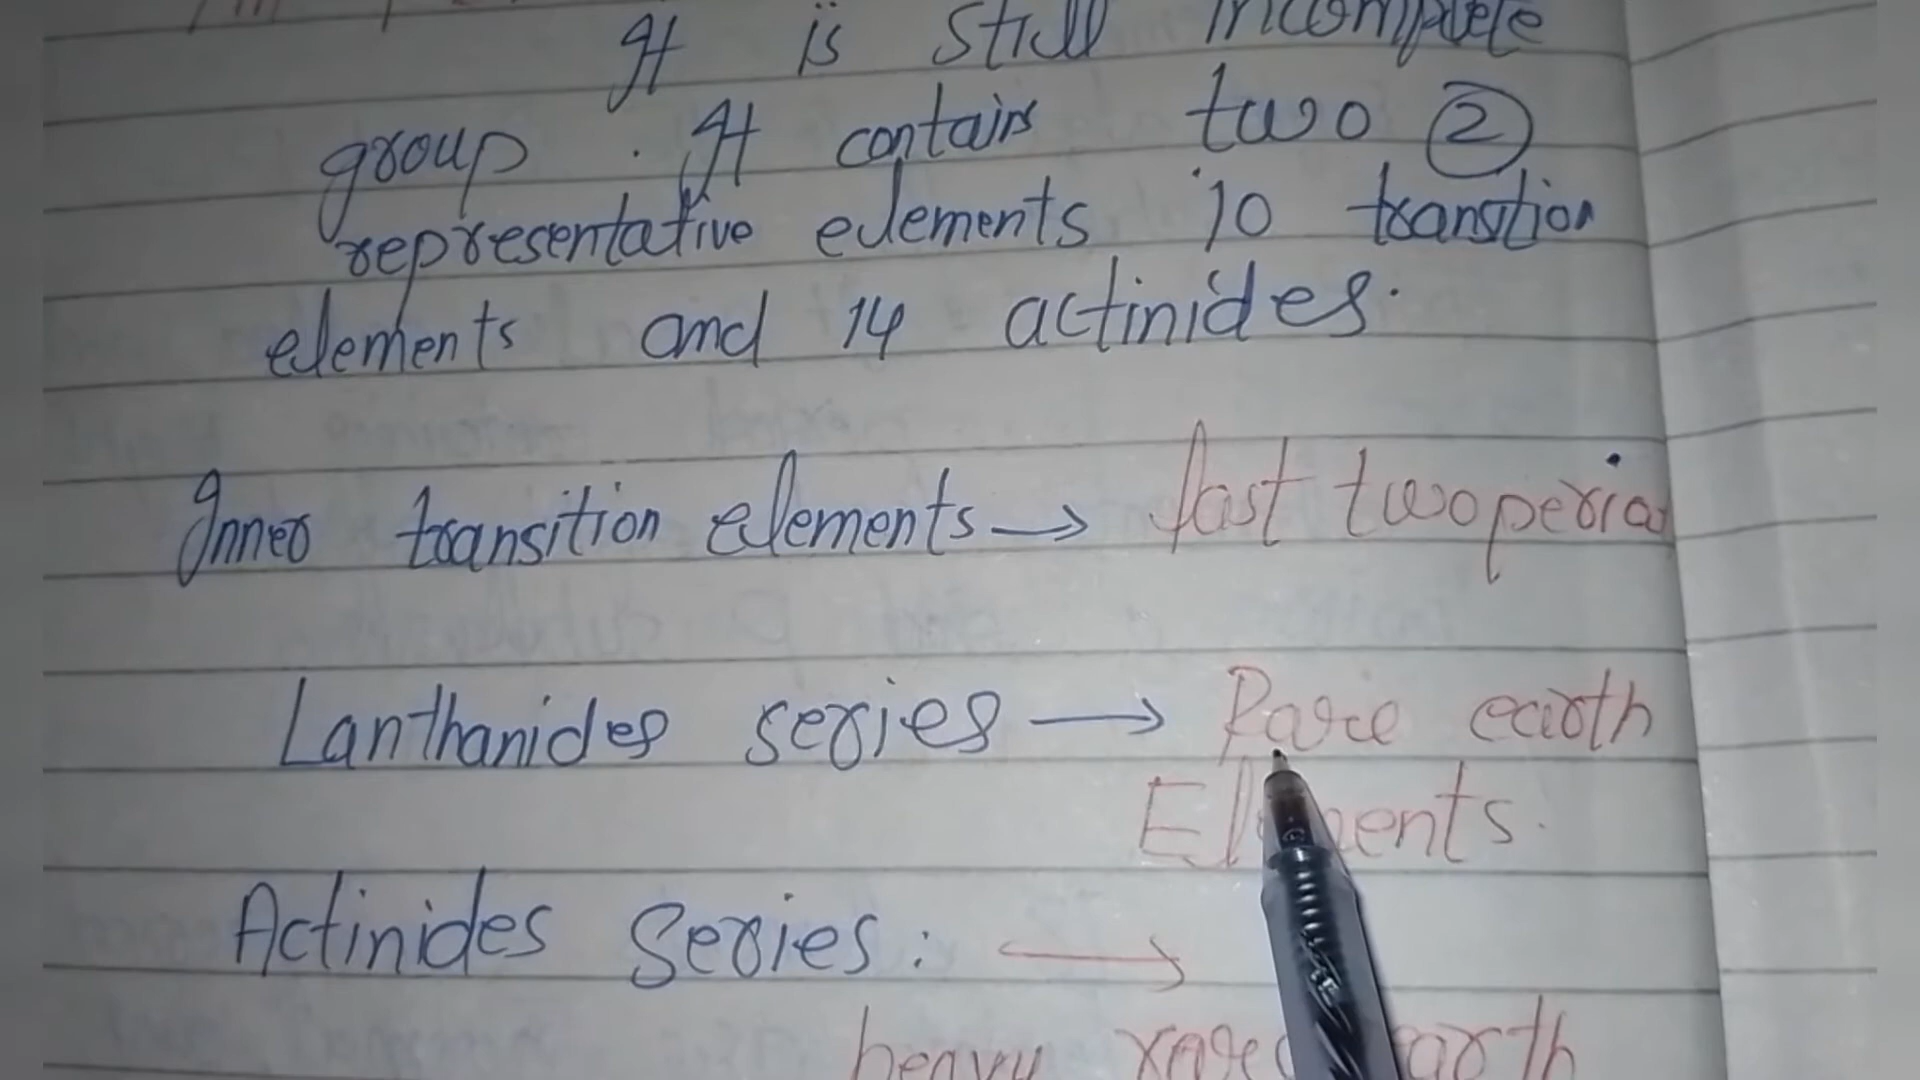 It is still incomplete
group. It contains two 2
representative elements 10 transtion
elements and 14 actinides.
Inner transition elements → last two period
Lanthanides series → Rare earth
Elements.
Actinides Series: →
heavy rare earth